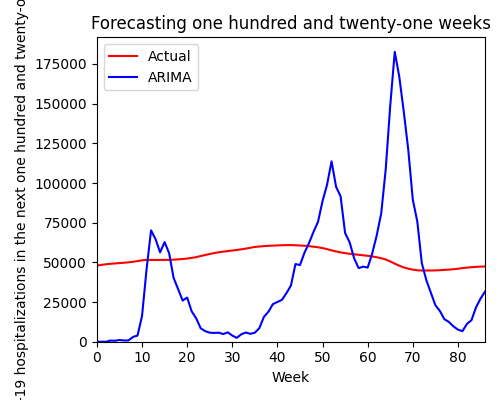 Forecasting one hundred and twenty-one weeks
Actual
ARIMA
-19 hospitalizations in the next one hundred and twenty-o
175000
150000
125000
100000
75000
50000
25000
0
0 10 20 30 40 50 60 70 80
Week